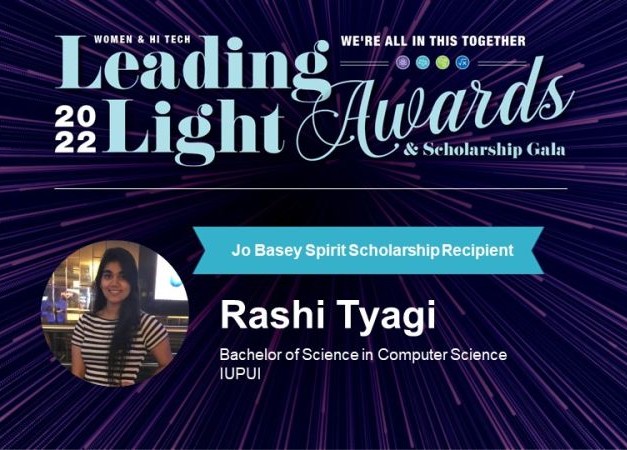 WOMEN & HI TECH
WE'RE ALL IN THIS TOGETHER
Leading
2022 Light Awards
& Scholarship Gala
Jo Basey Spirit Scholarship Recipient
Rashi Tyagi
Bachelor of Science in Computer Science
IUPUI